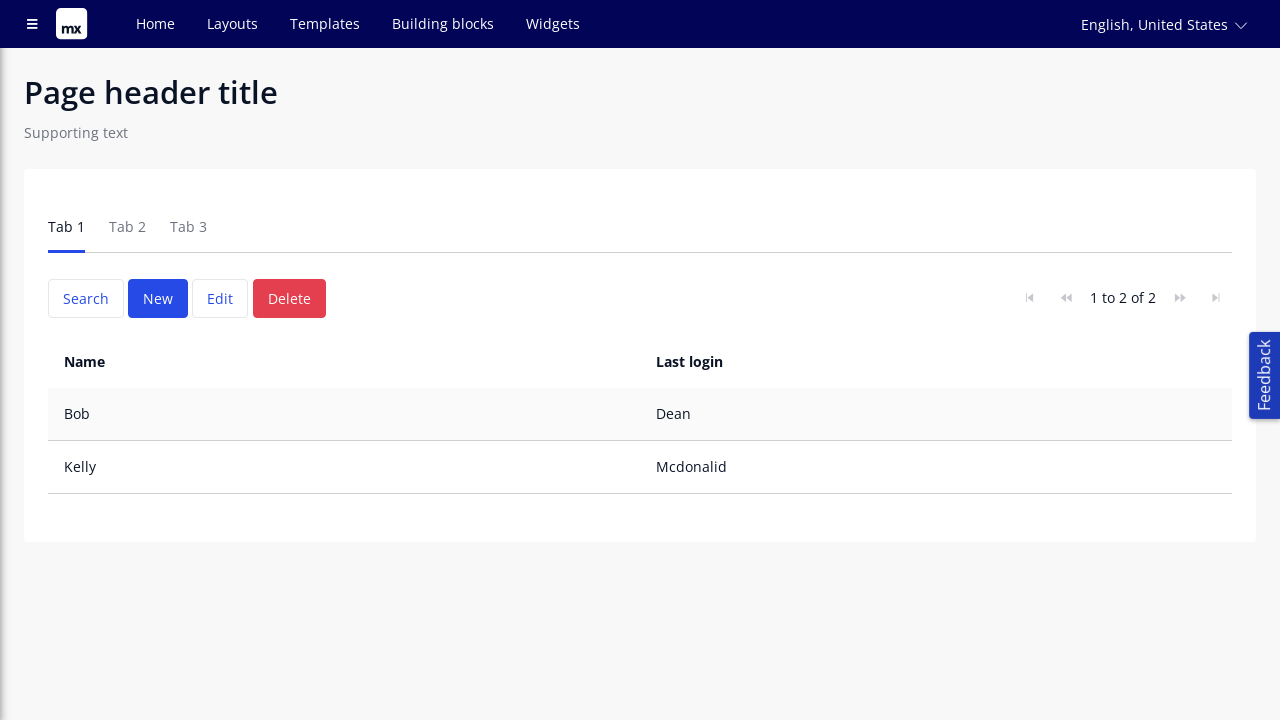 mx
Home Layouts Templates Building blocks Widgets
English, United States
Page header title
Supporting text
Tab 1 Tab 2 Tab 3
Search New Edit Delete
1 to 2 of 2
Feedback
Name Last login
Bob Dean
Kelly Mcdonalid